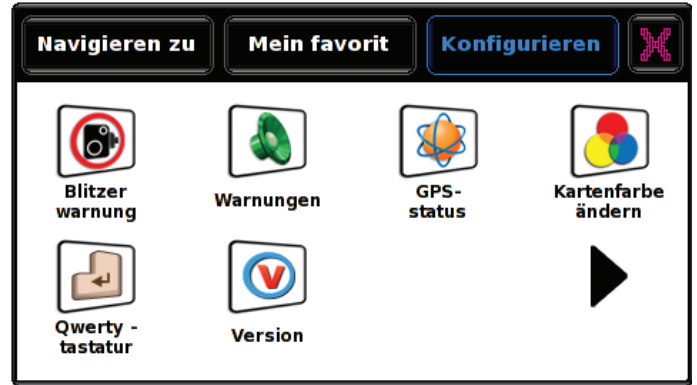 Navigieren zu
Mein favorit
Konfigurieren
Blitzer
warnung
Warnungen
GPS-
status
Kartenfarbe
ändern
Qwerty -
tastatur
Version